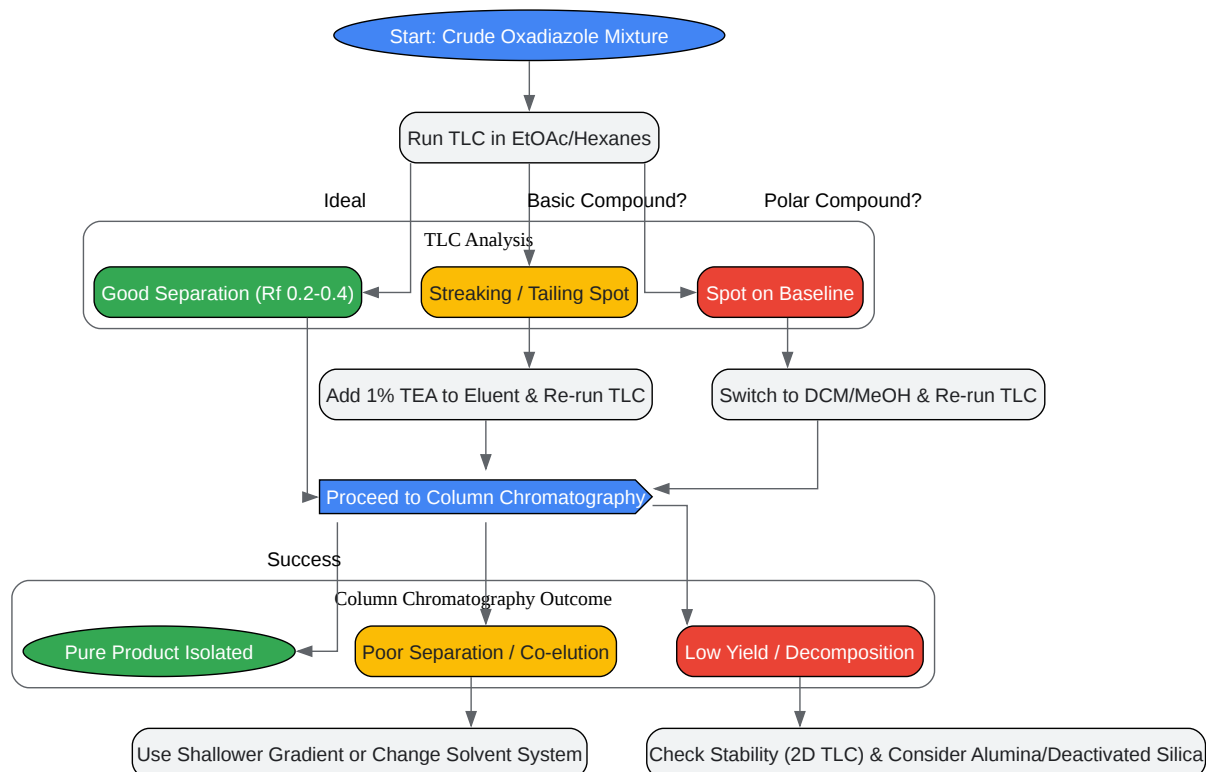 Start: Crude Oxadiazole Mixture
Run TLC in EtOAc/Hexanes
Ideal
Basic Compound?
Polar Compound?
TLC Analysis
Good Separation (Rf 0.2-0.4)
Streaking / Tailing Spot
Spot on Baseline
Add 1% TEA to Eluent & Re-run TLC
Switch to DCM/MeOH & Re-run TLC
Proceed to Column Chromatography
Success
Column Chromatography Outcome
Pure Product Isolated
Poor Separation / Co-elution
Low Yield / Decomposition
Use Shallower Gradient or Change Solvent System
Check Stability (2D TLC) & Consider Alumina/Deactivated Silica